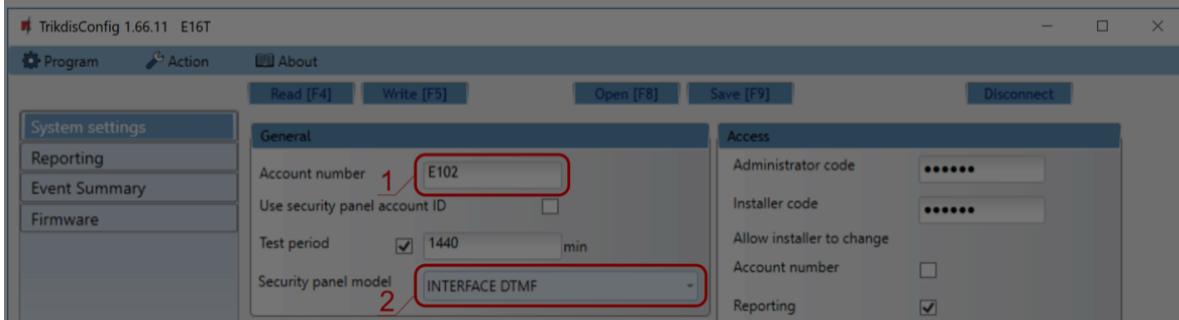 TrikdisConfig 1.66.11 E16T
Program Action About
Read [F4] Write [F5] Open [F8] Save [F9] Disconnect
System settings
Reporting
Event Summary
Firmware
General
Account number 1 E102
Use security panel account ID
Test period 1440 min
Security panel model 2 INTERFACE DTMF
Access
Administrator code ••••••
Installer code ••••••
Allow installer to change
Account number
Reporting